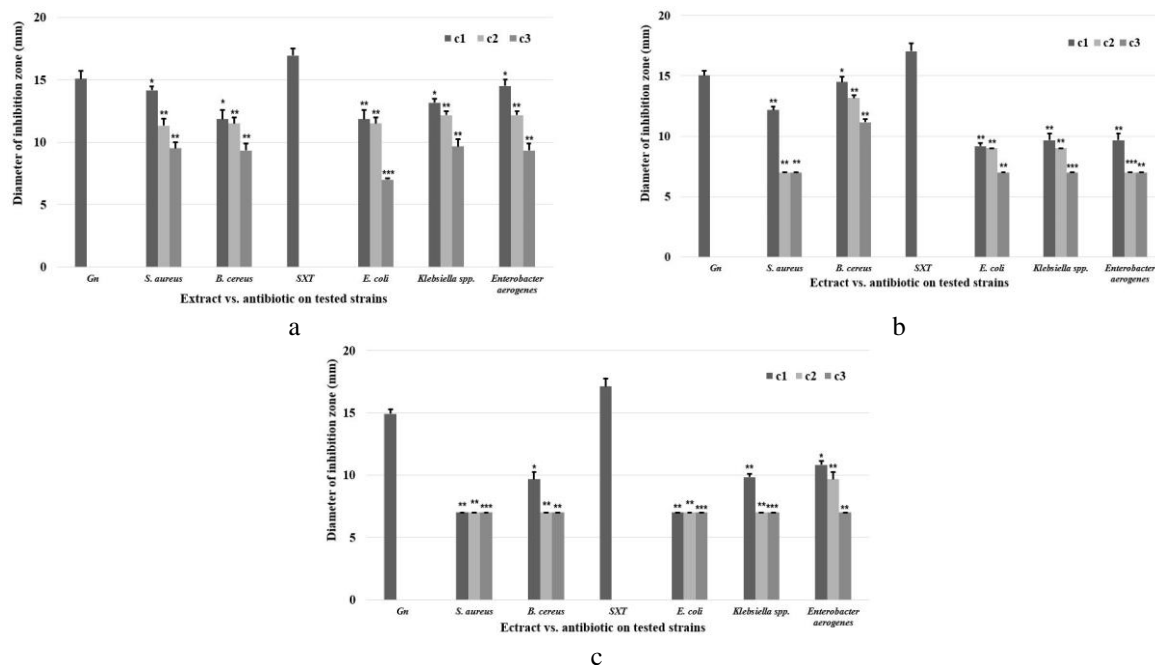 20
15
10
5
0
Diameter of inhibition zone (mm)
c1 c2 c3
* ** ** * ** ** ** ** *** * ** ** * ** **
Gn S. aureus B. cereus SXT E. coli Klebsiella spp. Enterobacter
aerogenes
Extract vs. antibiotic on tested strains
a
20
15
10
5
0
Diameter of inhibition zone (mm)
c1 c2 c3
** ** ** * ** ** ** ** ** ** ** *** ** *** **
Gn S. aureus B. cereus SXT E. coli Klebsiella spp. Enterobacter
aerogenes
Ectract vs. antibiotic on tested strains
b
20
15
10
5
0
Diameter of inhibition zone (mm)
c1 c2 c3
** ** *** * ** ** ** ** *** ** ** *** * ** **
Gn S. aureus B. cereus SXT E. coli Klebsiella spp. Enterobacter
aerogenes
Ectract vs. antibiotic on tested strains
c